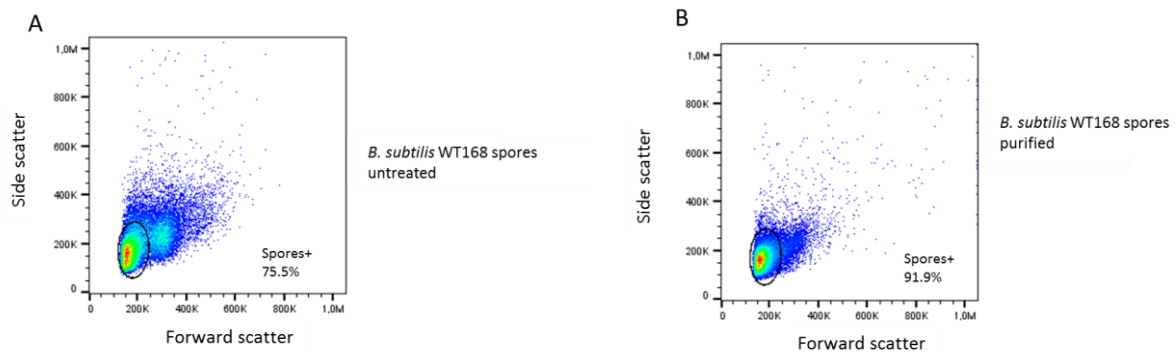 A
1,0M
800K
600K
400K
200K
0
Side scatter
0 200K 400K 600K 800K 1,0M
Forward scatter
Spores+
75.5%
B. subtilis WT168 spores
untreated
B
1,0M
800K
600K
400K
200K
0
Side scatter
0 200K 400K 600K 800K 1,0M
Forward scatter
Spores+
91.9%
B. subtilis WT168 spores
purified